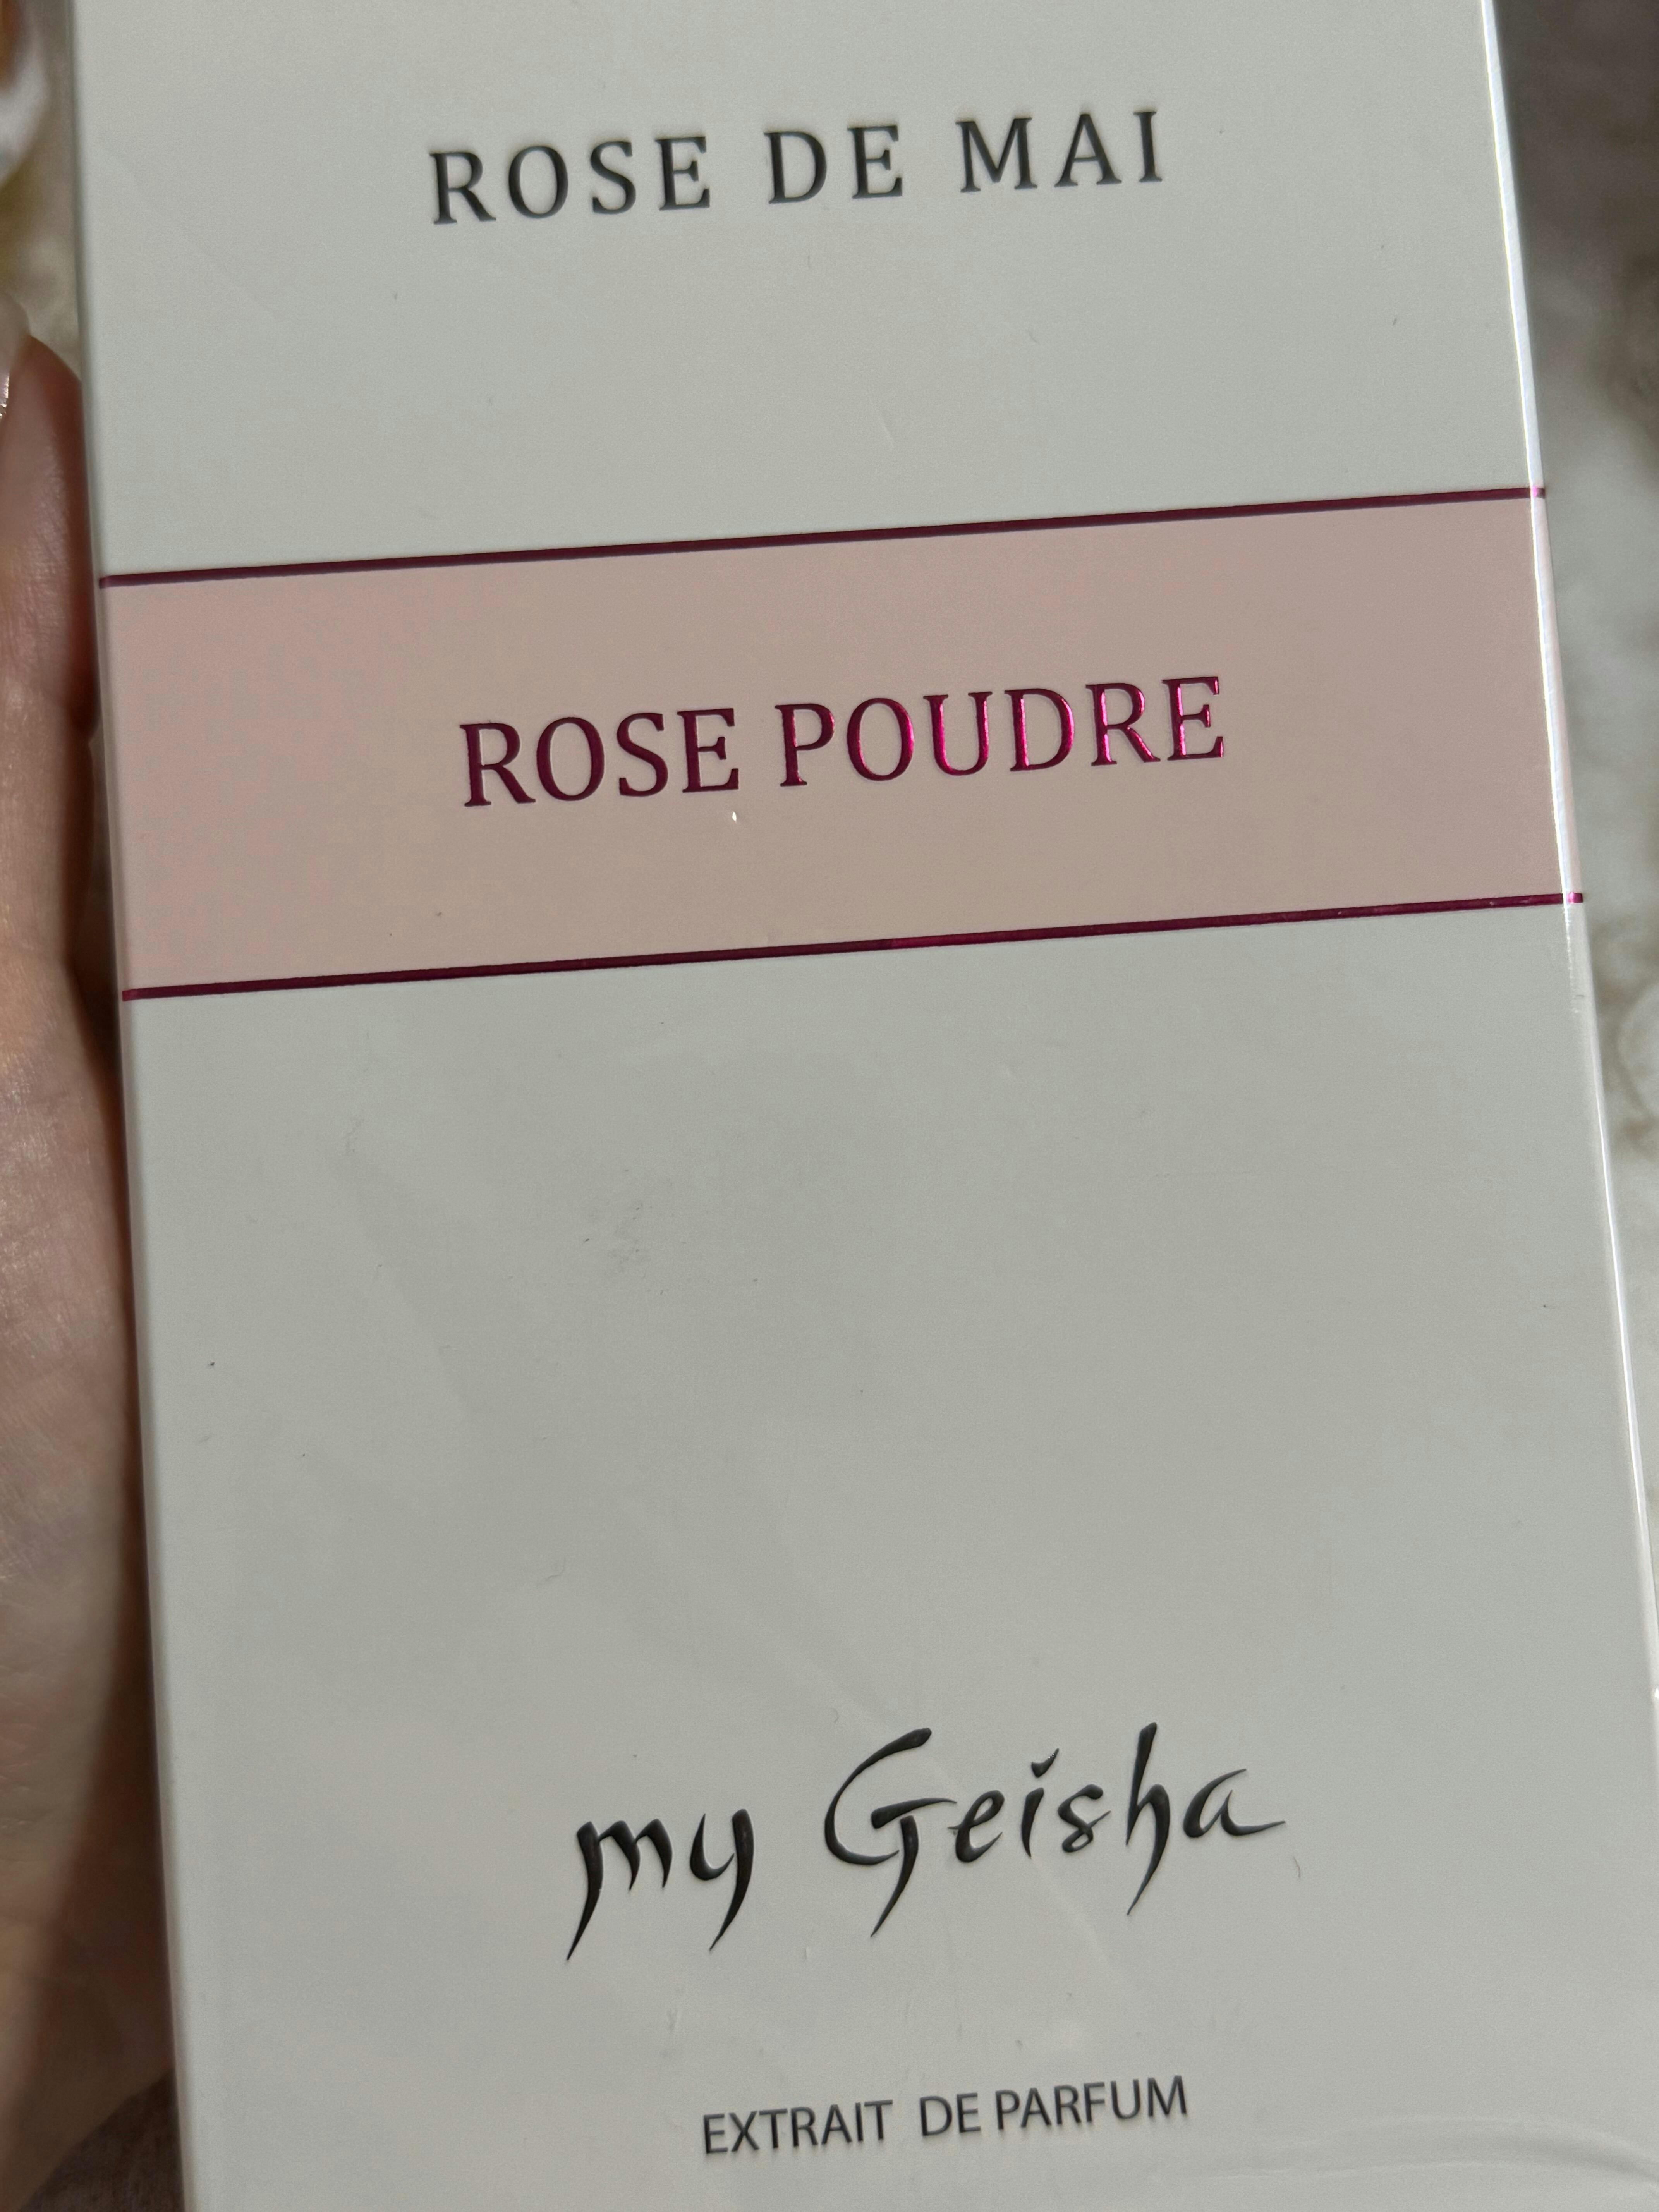 ROSE DE MAI
ROSE POUDRE
my Geisha
EXTRAIT DE PARFUM